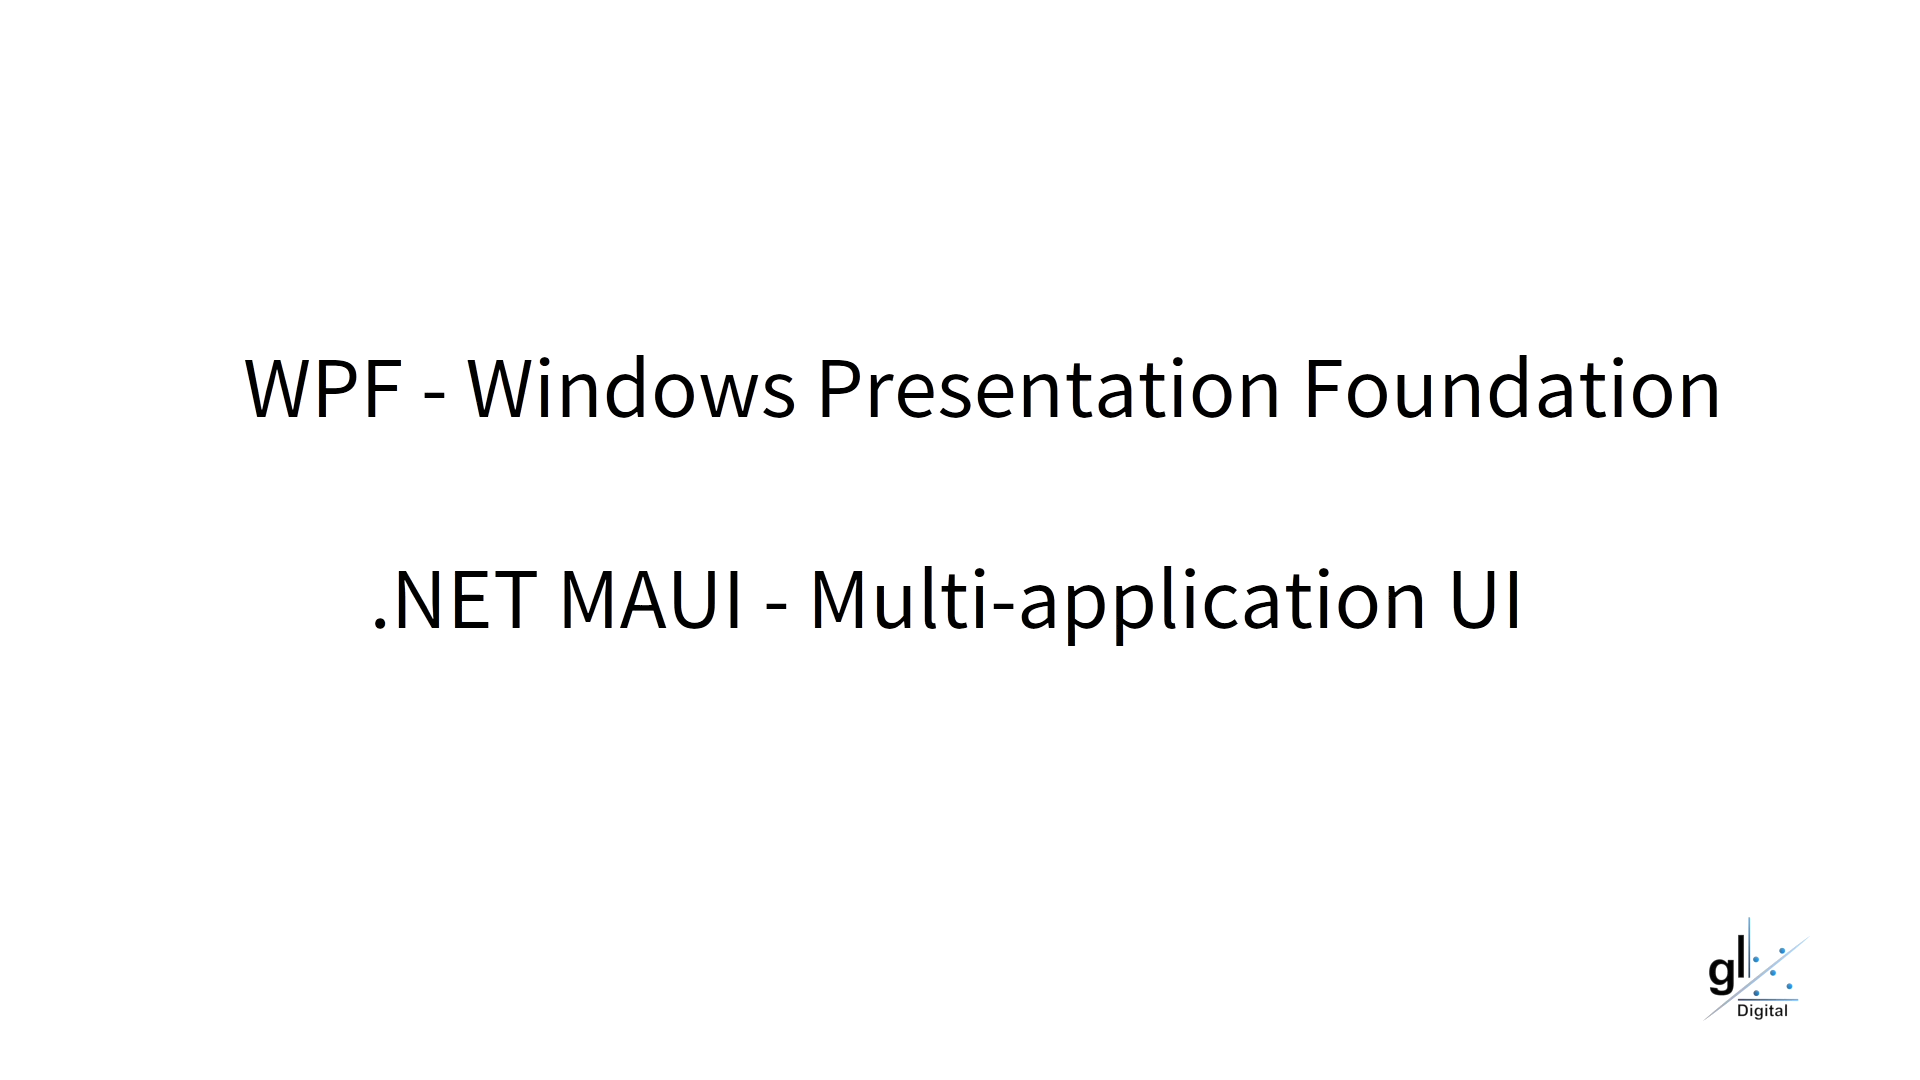 WPF - Windows Presentation Foundation
.NET MAUI - Multi-application UI
gl
Digital